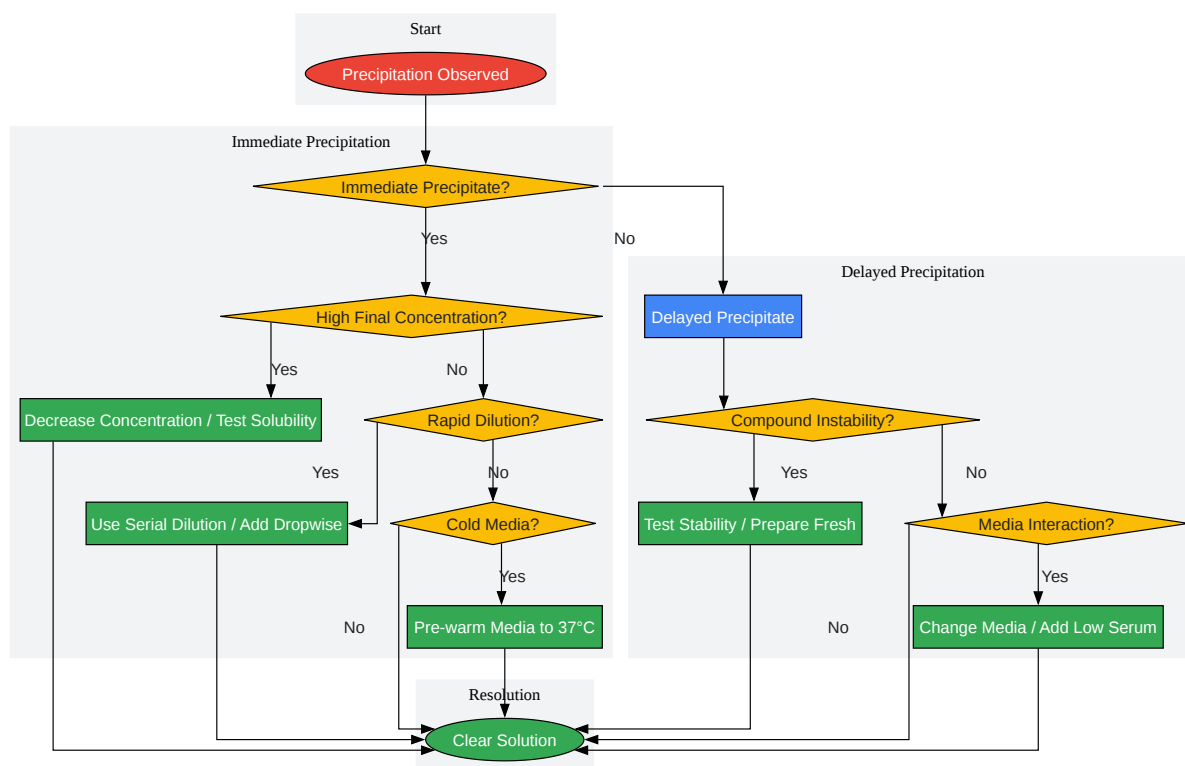 Start
Precipitation Observed
Immediate Precipitation
Immediate Precipitate?
Yes
No
Delayed Precipitation
High Final Concentration?
Delayed Precipitate
Yes
No
Decrease Concentration / Test Solubility
Rapid Dilution?
Compound Instability?
Yes
No
Yes
No
Use Serial Dilution / Add Dropwise
Cold Media?
Test Stability / Prepare Fresh
Media Interaction?
Yes
Yes
No
Pre-warm Media to 37°C
No
Change Media / Add Low Serum
Resolution
Clear Solution